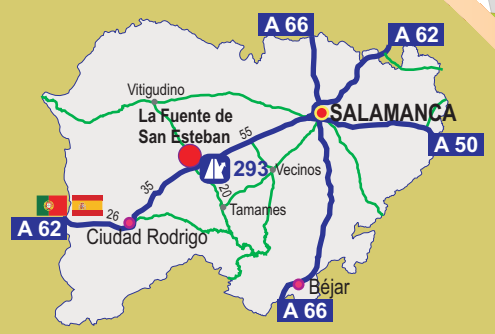 A 66
A 62
Vitigudino
La Fuente de
San Esteban
SALAMANCA
55
A 50
293
Vecinos
35
20
Tamames
26
A 62
Ciudad Rodrigo
Béjar
A 66